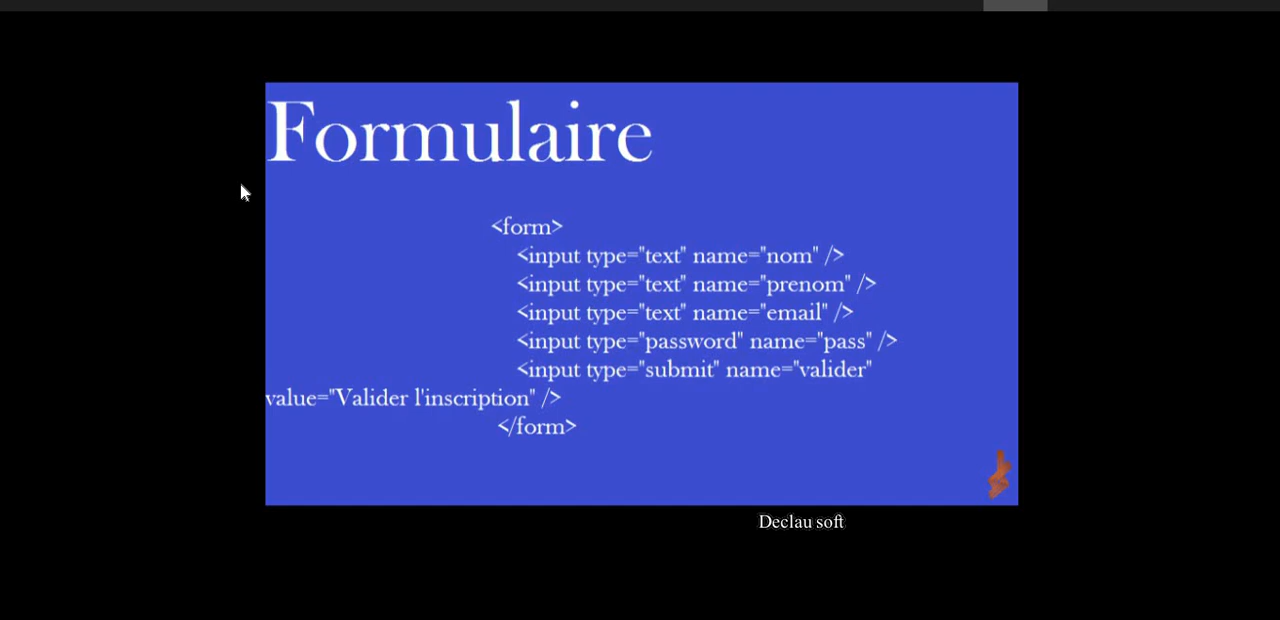 Formulaire
<form>
<input type="text" name="nom" />
<input type="text" name="prenom" />
<input type="text" name="email" />
<input type="password" name="pass" />
<input type="submit" name="valider"
value="Valider l'inscription" />
</form>
Declau soft